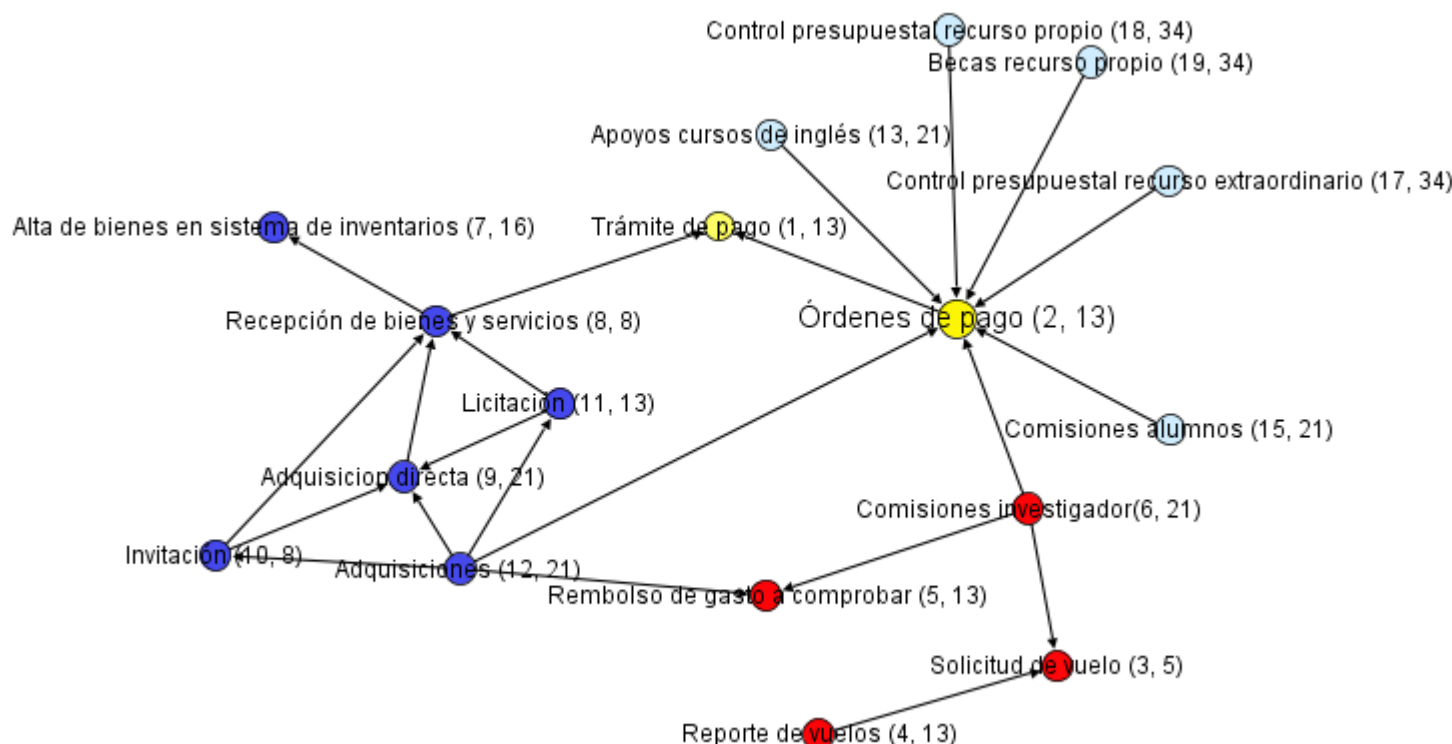 Control presupuestal recurso propio (18, 34)
Becas recurso propio (19, 34)
Apoyos cursos de inglés (13, 21)
Control presupuestal recurso extraordinario (17, 34)
Alta de bienes en sistema de inventarios (7, 16)
Trámite de pago (1, 13)
Recepción de bienes y servicios (8, 8)
Órdenes de pago (2, 13)
Licitación (11, 13)
Comisiones alumnos (15, 21)
Adquisicion directa (9, 21)
Comisiones investigador(6, 21)
Invitación (10, 8)
Adquisiciones (12, 21)
Rembolso de gasto a comprobar (5, 13)
Solicitud de vuelo (3, 5)
Reporte de vuelos (4, 13)